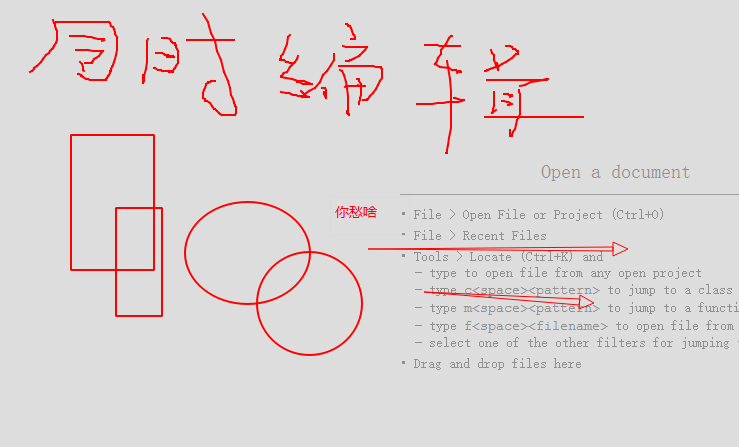 同时编辑
Open a document
你愁啥
• File > Open File or Project (Ctrl+O)
• File > Recent Files
• Tools > Locate (Ctrl+K) and
- type to open file from any open project
- type c<space><pattern> to jump to a class
- type m<space><pattern> to jump to a functi
- type f<space><filename> to open file from
- select one of the other filters for jumping
• Drag and drop files here